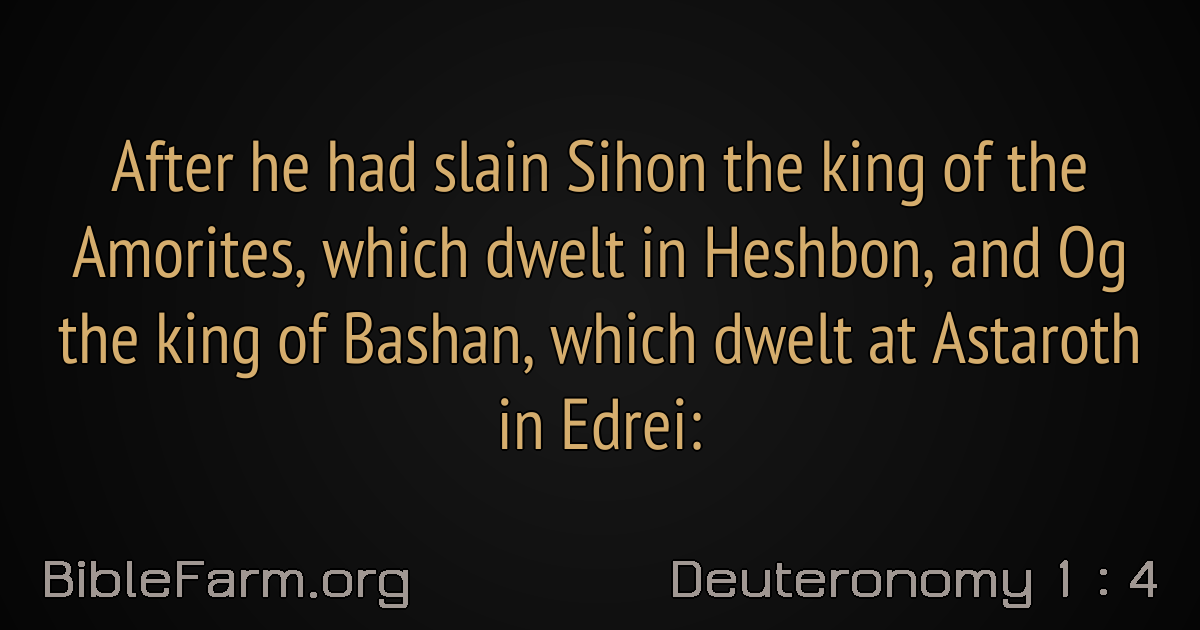 After he had slain Sihon the king of the
Amorites, which dwelt in Heshbon, and Og
the king of Bashan, which dwelt at Astaroth
in Edrei:
BibleFarm.org
Deuteronomy 1 : 4